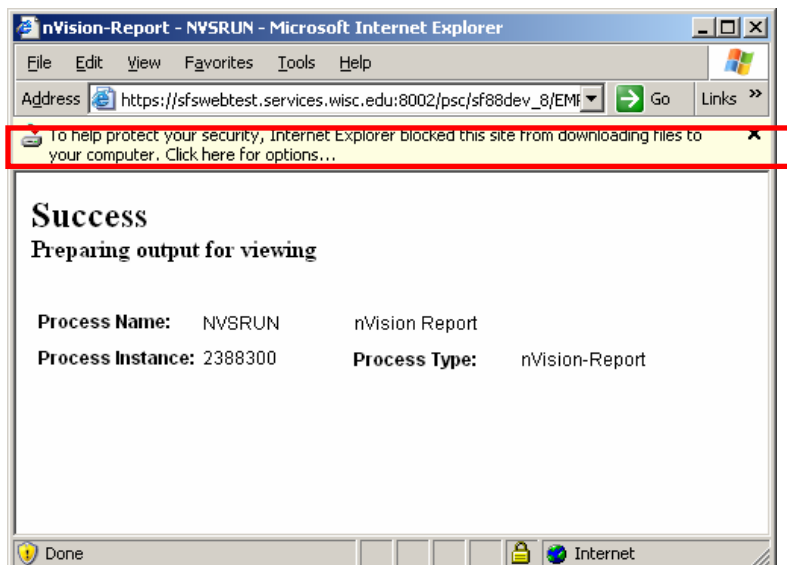 nVision-Report - NVSRUN - Microsoft Internet Explorer
File Edit View Favorites Tools Help
Address https://sfswebtest.services.wisc.edu:8002/psc/sf88dev_8/EMF Go Links »
To help protect your security, Internet Explorer blocked this site from downloading files to
your computer. Click here for options...
Success
Preparing output for viewing
Process Name: NVSRUN nVision Report
Process Instance: 2388300 Process Type: nVision-Report
Done Internet